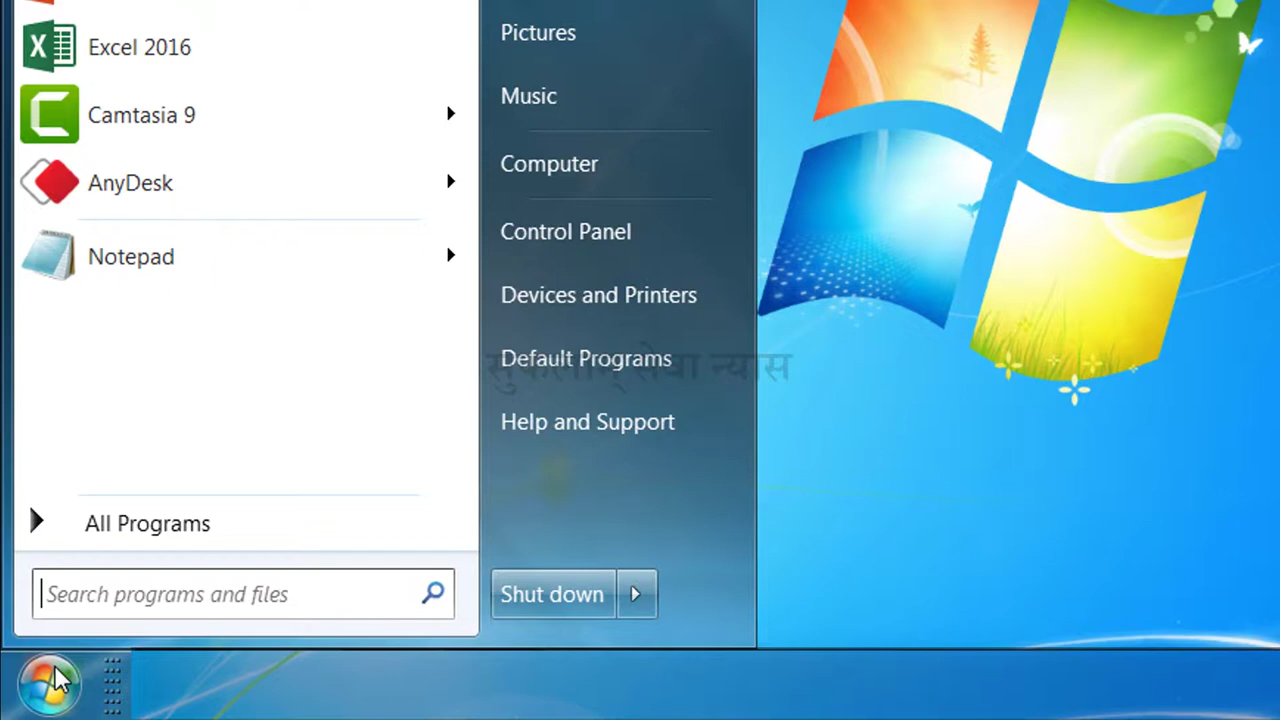 Excel 2016
Camtasia 9
AnyDesk
Notepad
All Programs
Search programs and files
Pictures
Music
Computer
Control Panel
Devices and Printers
Default Programs
सुफलाम् सेवा न्यास
Help and Support
Shut down